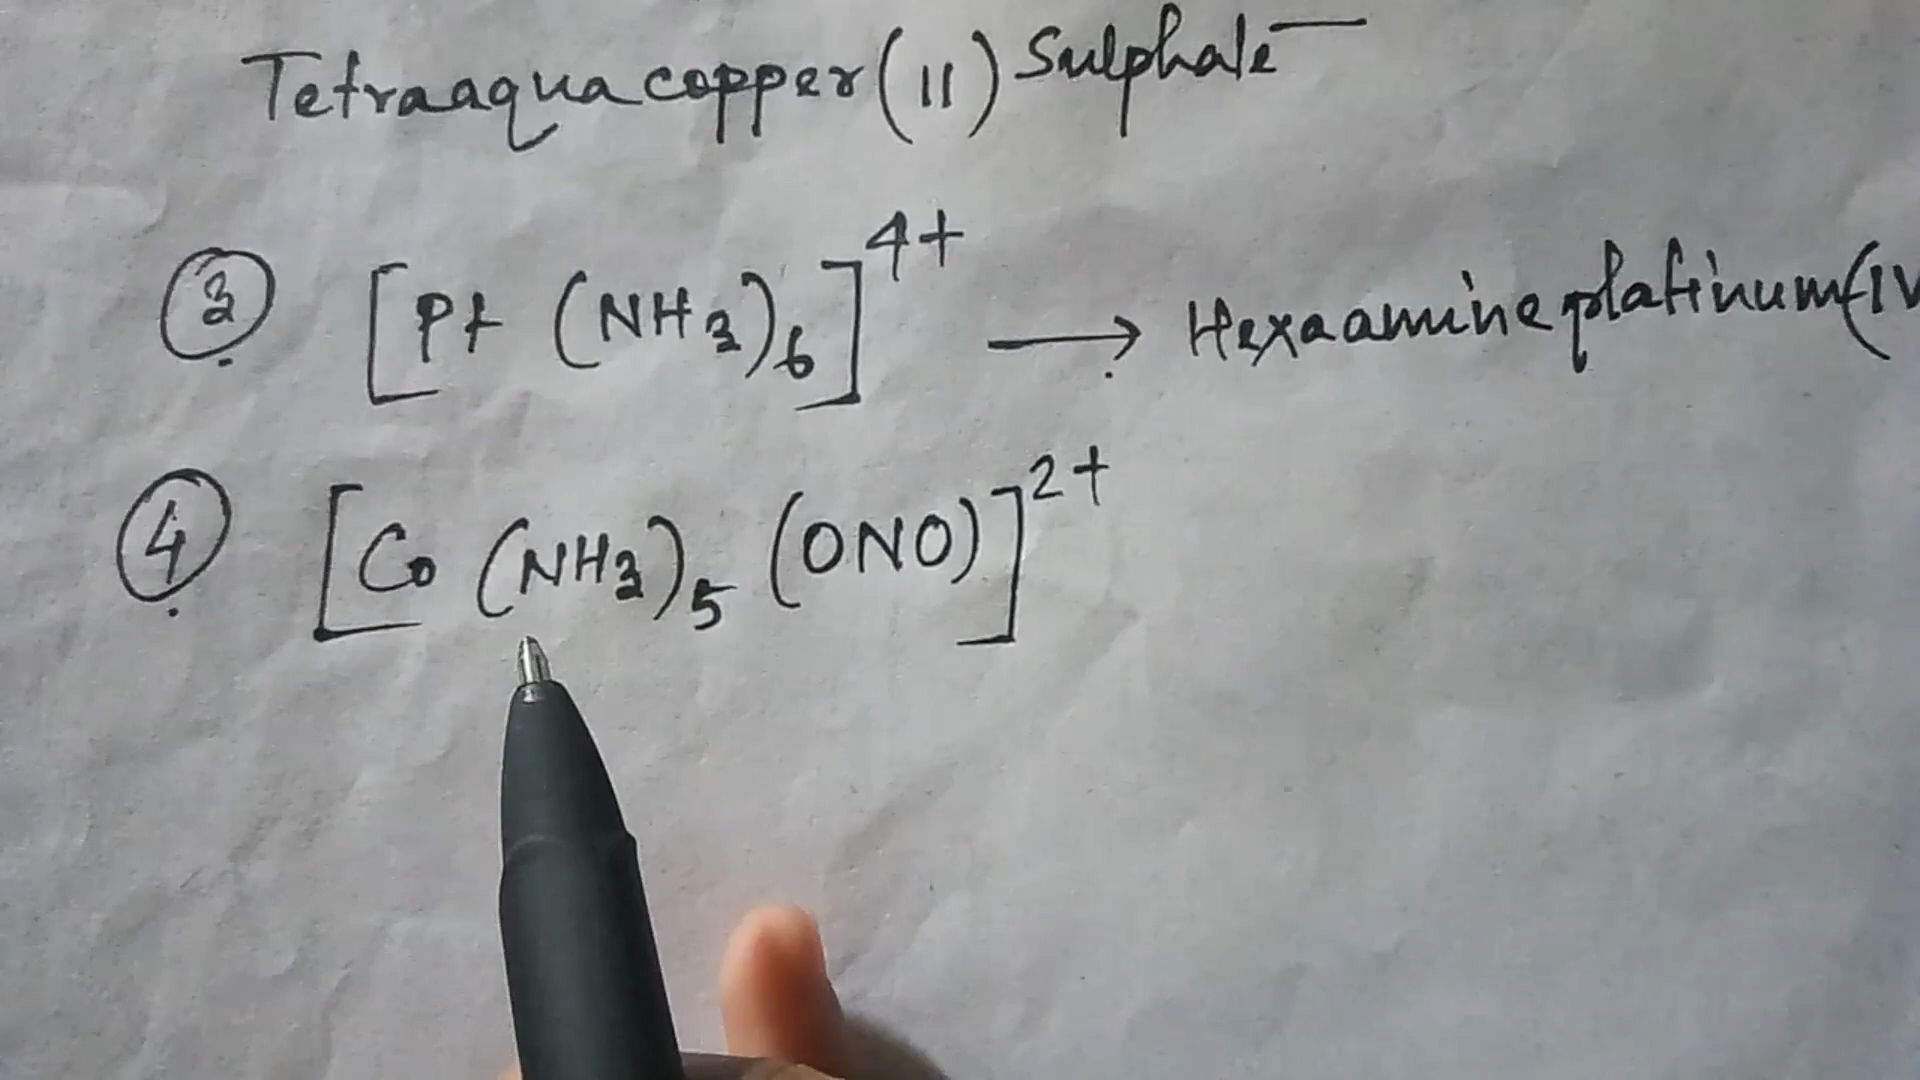 Tetraaquacopper(II) Sulphate
③ [Pt (NH3)6]4+ → Hexaamineplatinum(IV
④ [Co (NH3)5 (ONO)]2+